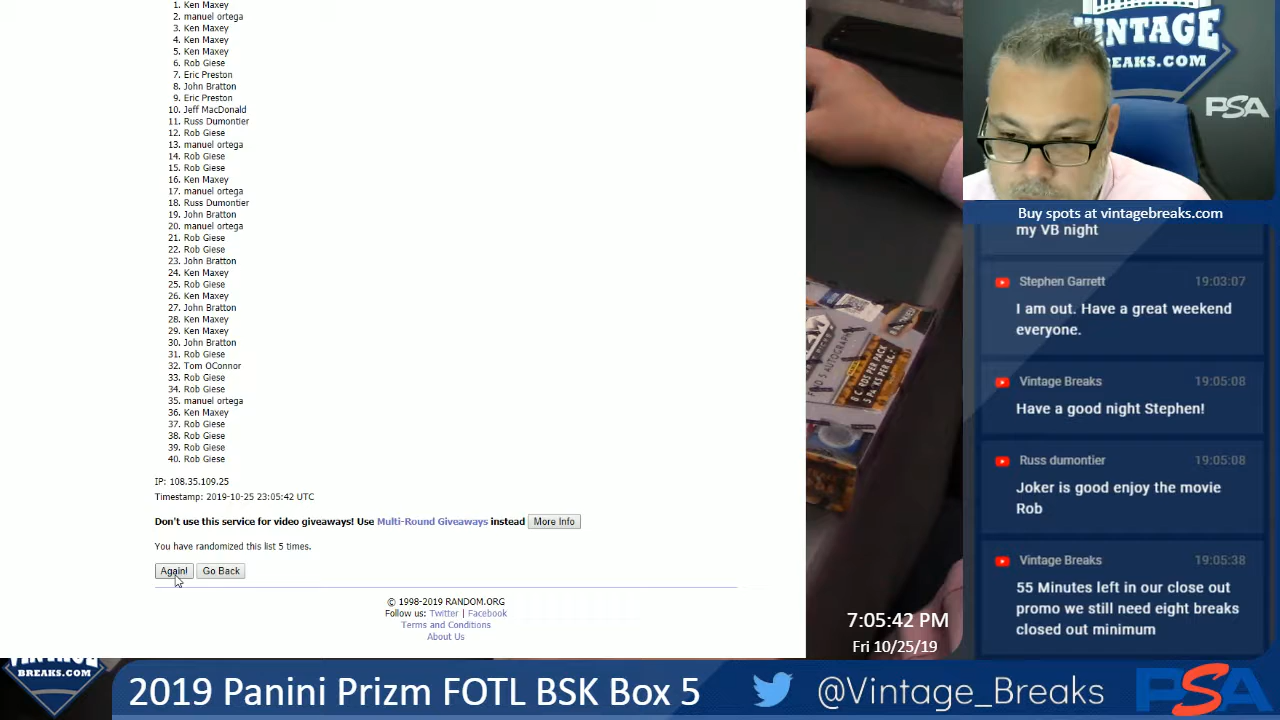 1. Ken Maxey
2. manuel ortega
3. Ken Maxey
4. Ken Maxey
5. Ken Maxey
6. Rob Giese
7. Eric Preston
8. John Bratton
9. Eric Preston
10. Jeff MacDonald
11. Russ Dumontier
12. Rob Giese
13. manuel ortega
14. Rob Giese
15. Rob Giese
16. Ken Maxey
17. manuel ortega
18. Russ Dumontier
19. John Bratton
20. manuel ortega
21. Rob Giese
22. Rob Giese
23. John Bratton
24. Ken Maxey
25. Rob Giese
26. Ken Maxey
27. John Bratton
28. Ken Maxey
29. Ken Maxey
30. John Bratton
31. Rob Giese
32. Tom OConnor
33. Rob Giese
34. Rob Giese
35. manuel ortega
36. Ken Maxey
37. Rob Giese
38. Rob Giese
39. Rob Giese
40. Rob Giese
IP: 108.35.109.25
Timestamp: 2019-10-25 23:05:42 UTC
Don't use this service for video giveaways! Use Multi-Round Giveaways instead More Info
You have randomized this list 5 times.
Again! Go Back
© 1998-2019 RANDOM.ORG
Follow us: Twitter | Facebook
Terms and Conditions
About Us
VINTAGE
BREAKS.COM
PSA
Buy spots at vintagebreaks.com
my VB night
Stephen Garrett 19:03:07
I am out. Have a great weekend
everyone.
Vintage Breaks 19:05:08
Have a good night Stephen!
Russ dumontier 19:05:08
Joker is good enjoy the movie
Rob
Vintage Breaks 19:05:38
55 Minutes left in our close out
promo we still need eight breaks
closed out minimum
7:05:42 PM
Fri 10/25/19
VINTAGE
BREAKS.COM
2019 Panini Prizm FOTL BSK Box 5
@Vintage_Breaks
PSA